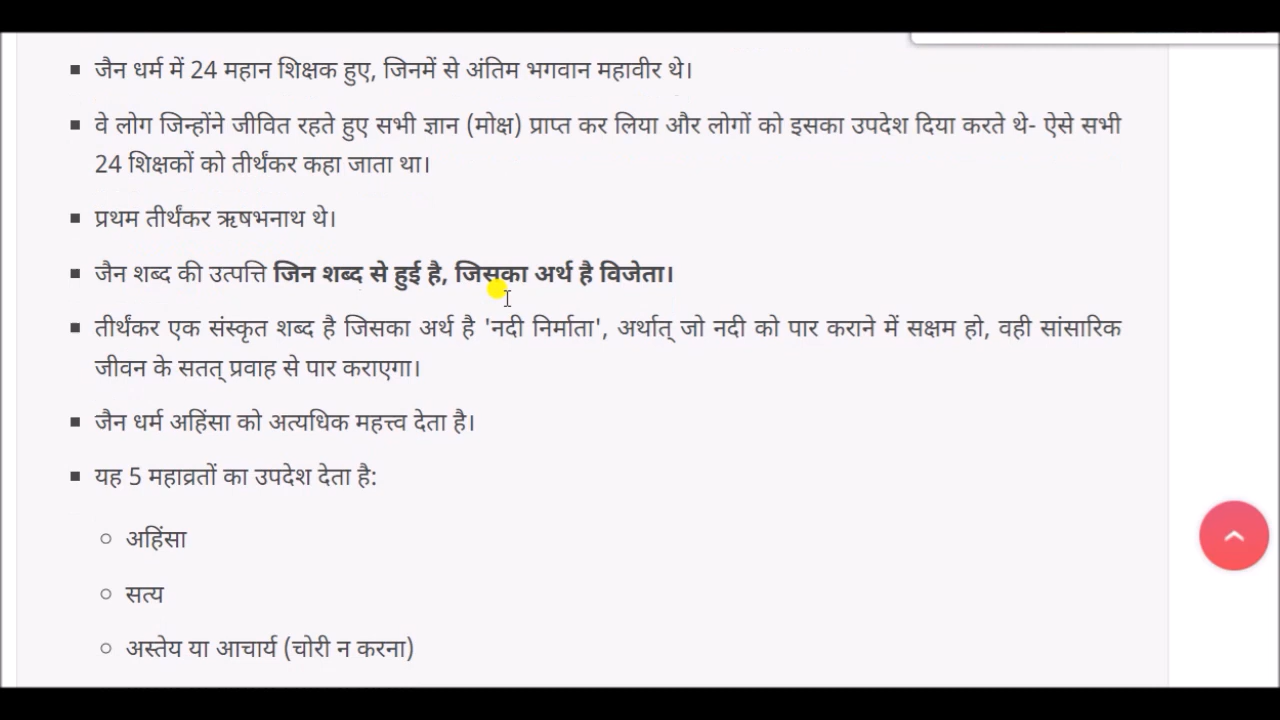 जैन धर्म में 24 महान शिक्षक हुए, जिनमें से अंतिम भगवान महावीर थे।
वे लोग जिन्होंने जीवित रहते हुए सभी ज्ञान (मोक्ष) प्राप्त कर लिया और लोगों को इसका उपदेश दिया करते थे- ऐसे सभी
24 शिक्षकों को तीर्थंकर कहा जाता था।
प्रथम तीर्थंकर ऋषभनाथ थे।
जैन शब्द की उत्पत्ति जिन शब्द से हुई है, जिसका अर्थ है विजेता।
तीर्थंकर एक संस्कृत शब्द है जिसका अर्थ है 'नदी निर्माता', अर्थात् जो नदी को पार कराने में सक्षम हो, वही सांसारिक
जीवन के सतत् प्रवाह से पार कराएगा।
जैन धर्म अहिंसा को अत्यधिक महत्त्व देता है।
यह 5 महाव्रतों का उपदेश देता है:
अहिंसा
सत्य
अस्तेय या आचार्य (चोरी न करना)